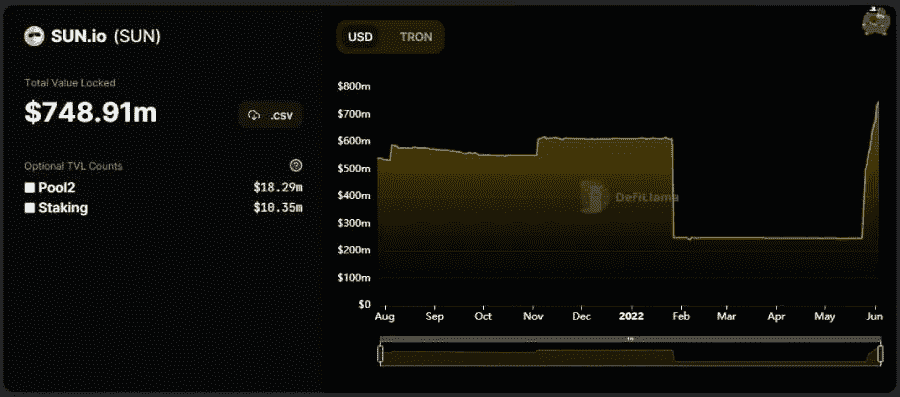 SUN.io (SUN)
Total Value Locked
$748.91m
.csv
Optional TVL Counts
Pool2 $18.29m
Staking $10.35m
USD TRON
$800m
$700m
$600m
$500m
$400m
$300m
$200m
$100m
$0
DefiLlama
Aug Sep Oct Nov Dec 2022 Feb Mar Apr May Jun